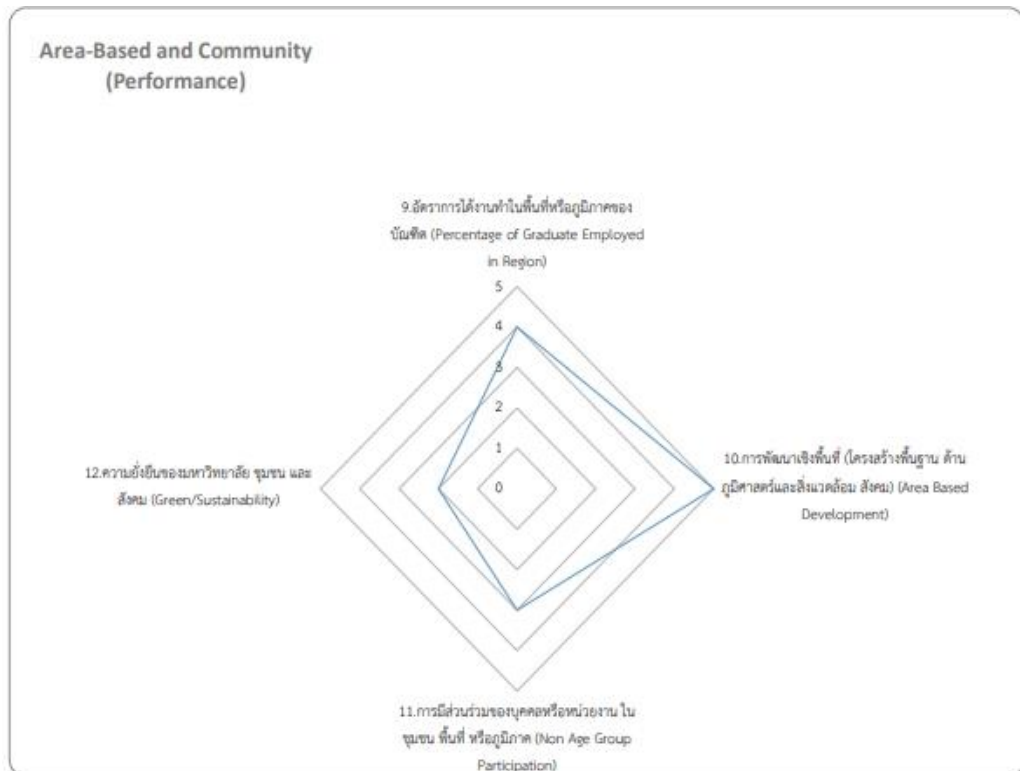 Area-Based and Community
(Performance)
9.อัตราการได้งานทำในพื้นที่หรือภูมิภาคของ
บัณฑิต (Percentage of Graduate Employed
in Region)
5
4
3
2
1
0
10.การพัฒนาเชิงพื้นที่ (โครงสร้างพื้นฐาน ด้าน
ภูมิศาสตร์และสิ่งแวดล้อม สังคม) (Area Based
Development)
12.ความยั่งยืนของมหาวิทยาลัย ชุมชน และ
สังคม (Green/Sustainability)
11.การมีส่วนร่วมของบุคคลหรือหน่วยงาน ใน
ชุมชน พื้นที่ หรือภูมิภาค (Non Age Group
Participation)